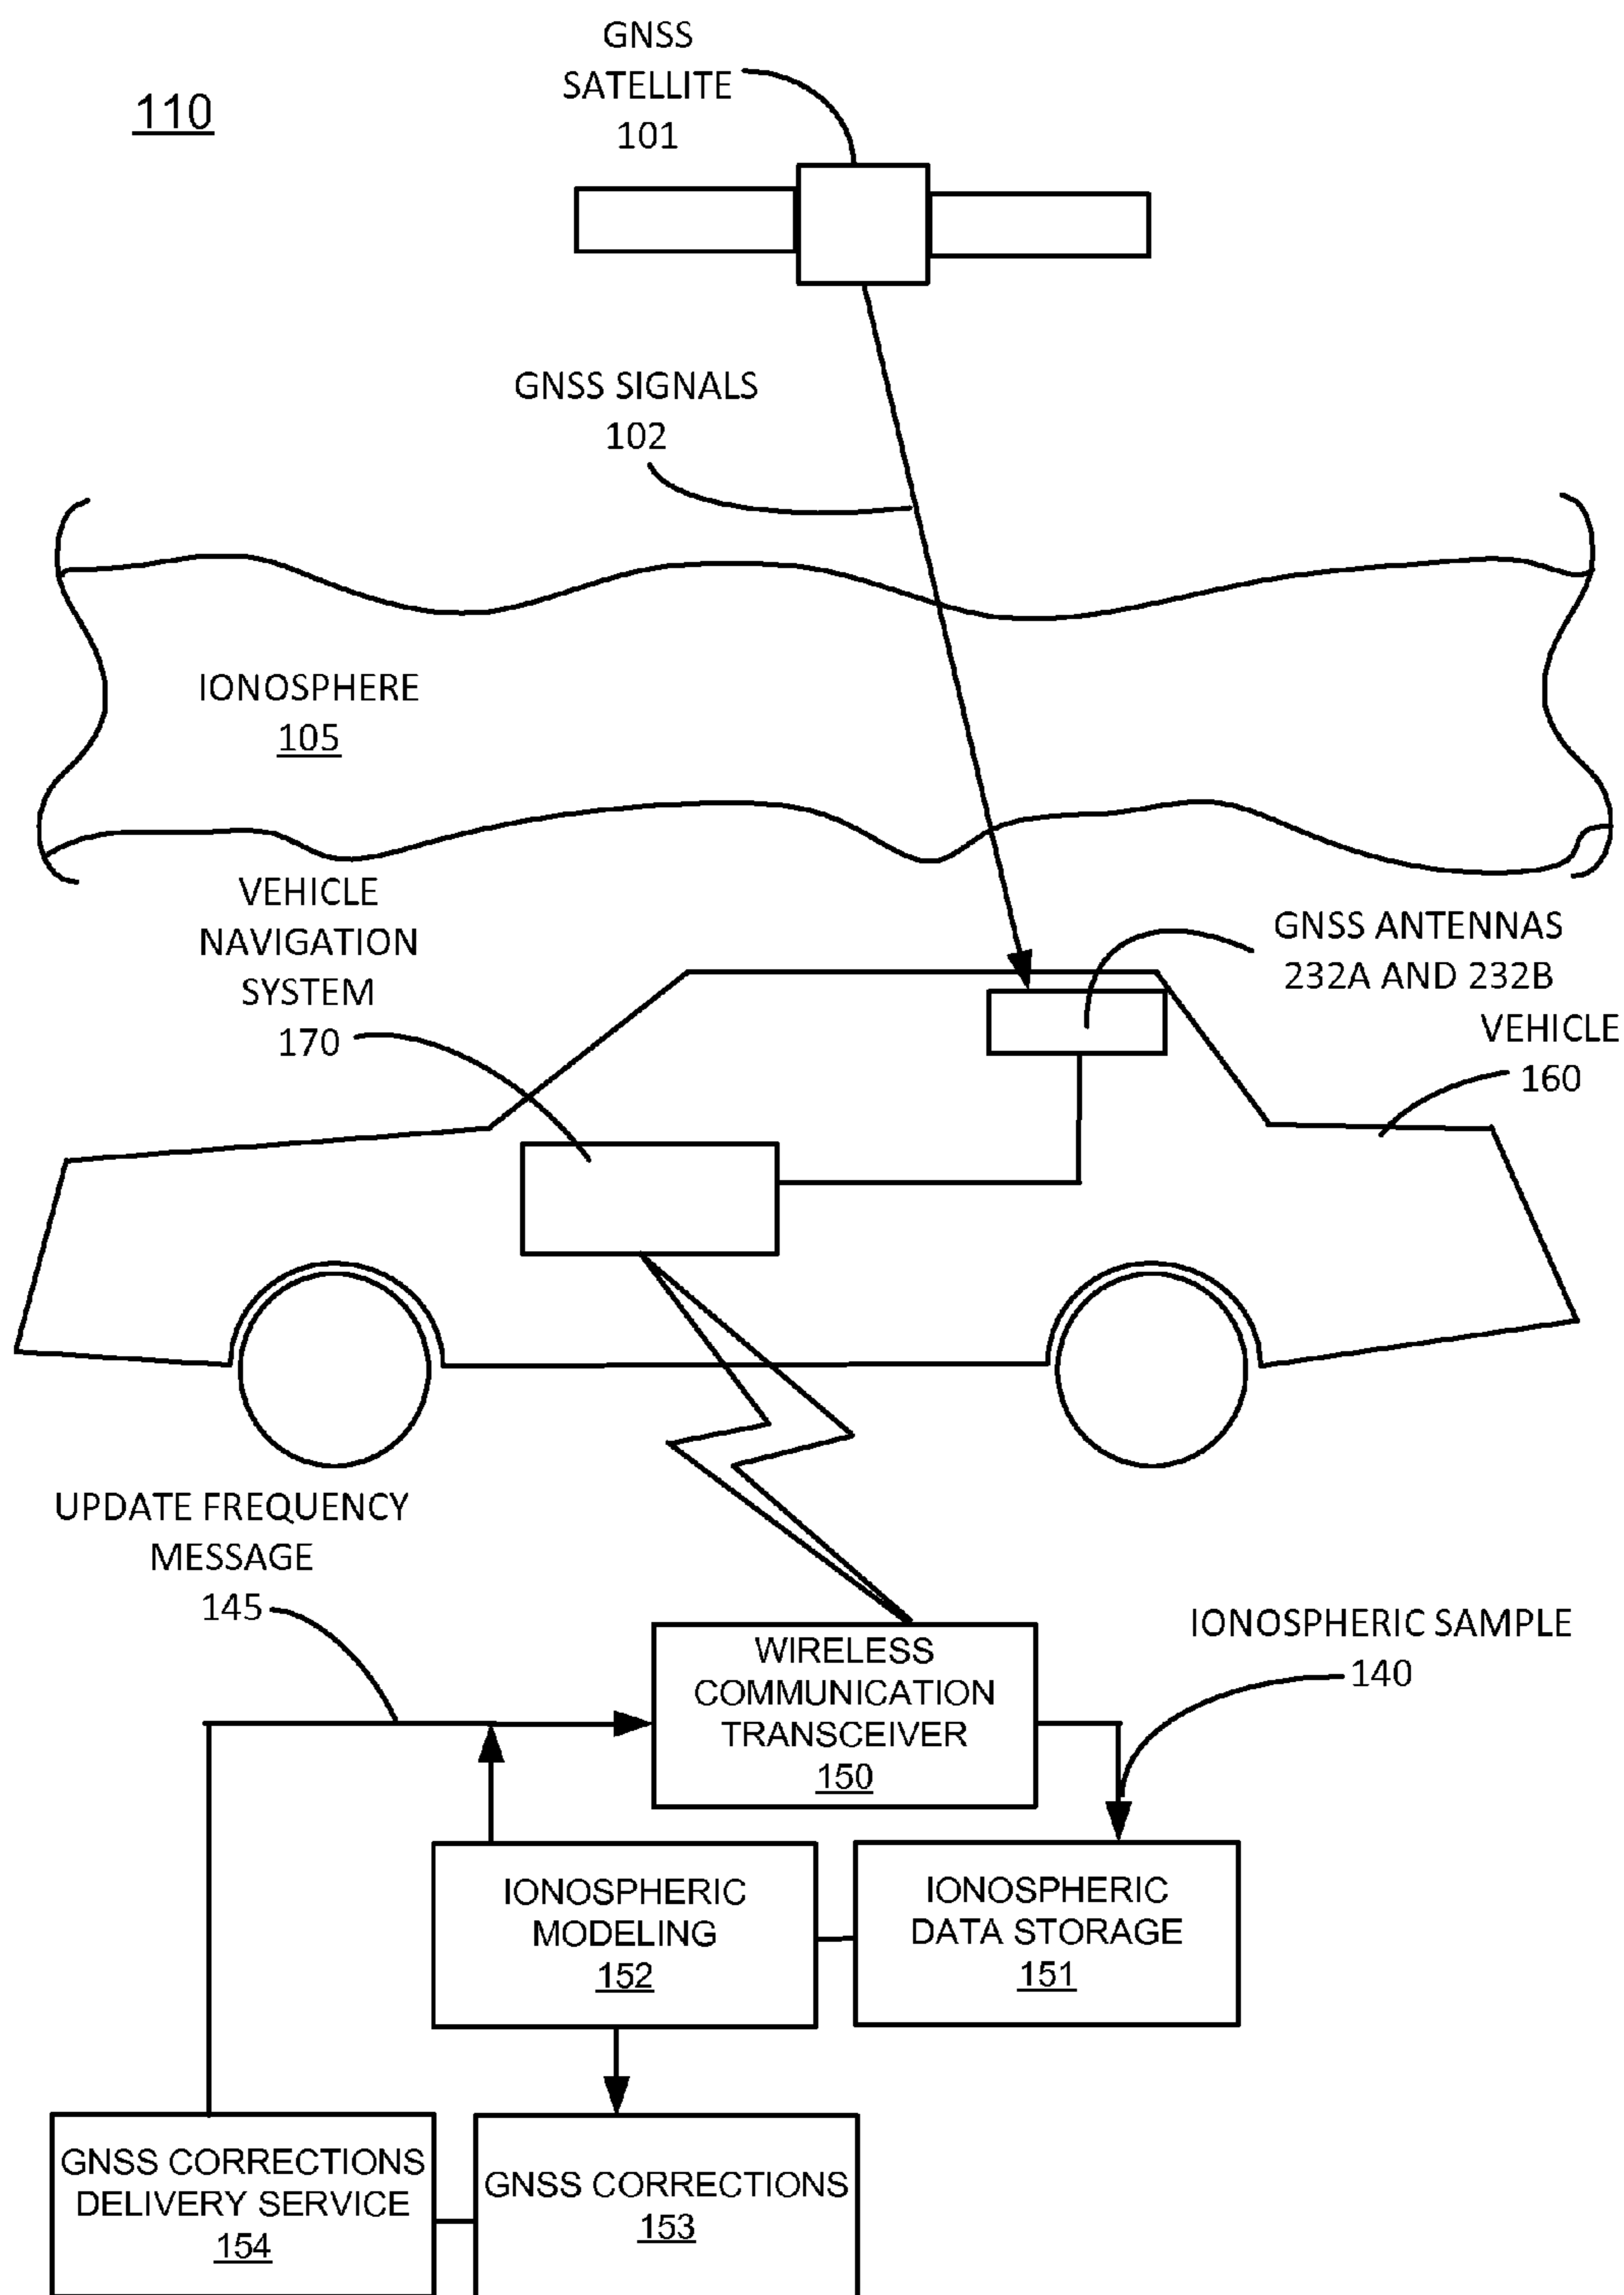 GNSS
SATELLITE
101
110
GNSS SIGNALS
102
IONOSPHERE
105
VEHICLE
NAVIGATION
SYSTEM
170
GNSS ANTENNAS
232A AND 232B
VEHICLE
160
UPDATE FREQUENCY
MESSAGE
145
WIRELESS
COMMUNICATION
TRANSCEIVER
150
IONOSPHERIC SAMPLE
140
IONOSPHERIC
MODELING
152
IONOSPHERIC
DATA STORAGE
151
GNSS CORRECTIONS
DELIVERY SERVICE
154
GNSS CORRECTIONS
153